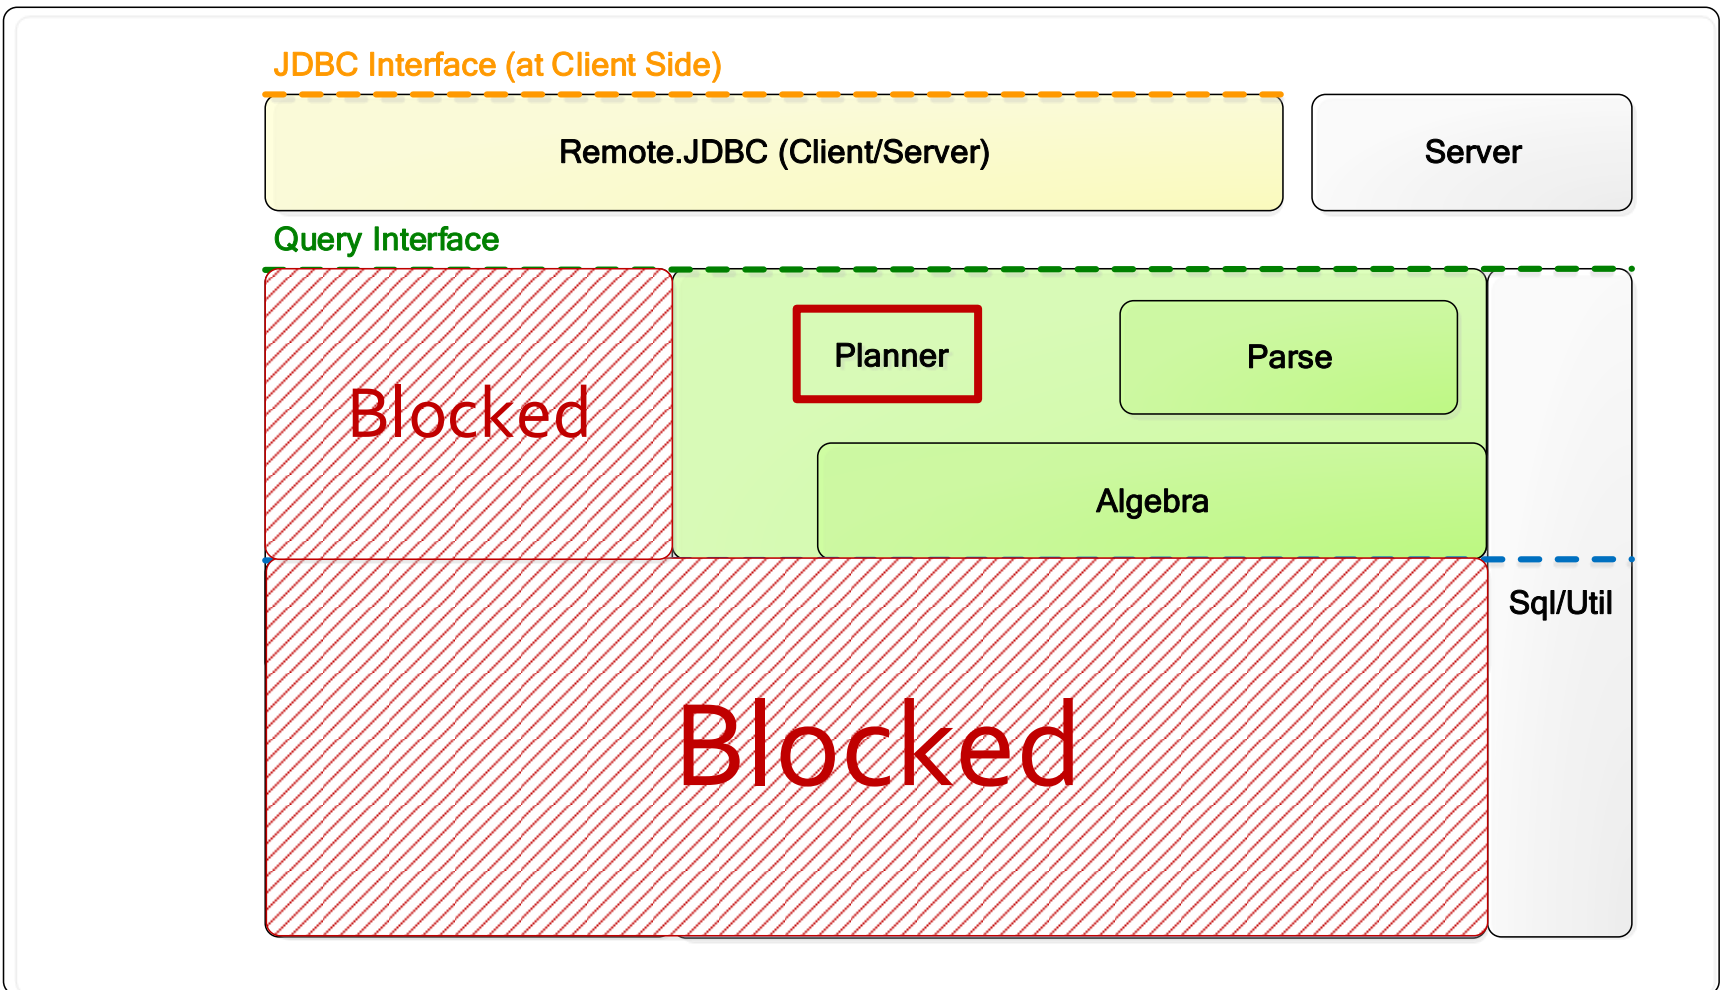 JDBC Interface (at Client Side)
Remote.JDBC (Client/Server)
Server
Query Interface
Blocked
Planner
Parse
Algebra
Sql/Util
Blocked